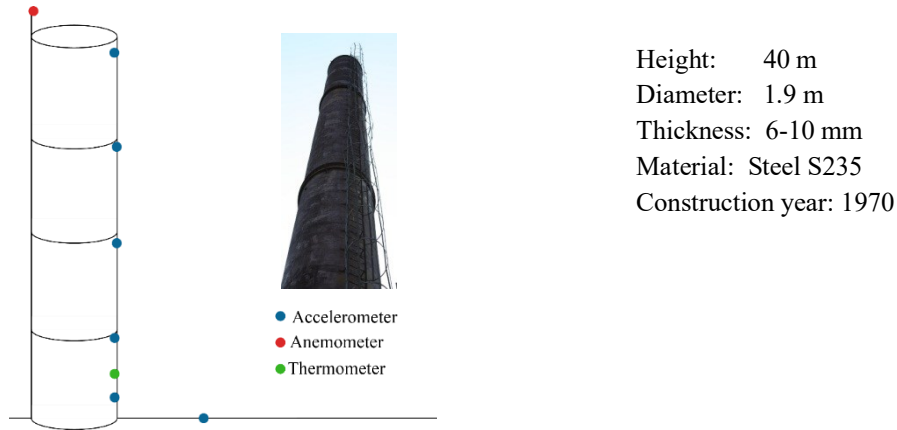 Accelerometer
Anemometer
Thermometer
Height: 40 m
Diameter: 1.9 m
Thickness: 6-10 mm
Material: Steel S235
Construction year: 1970